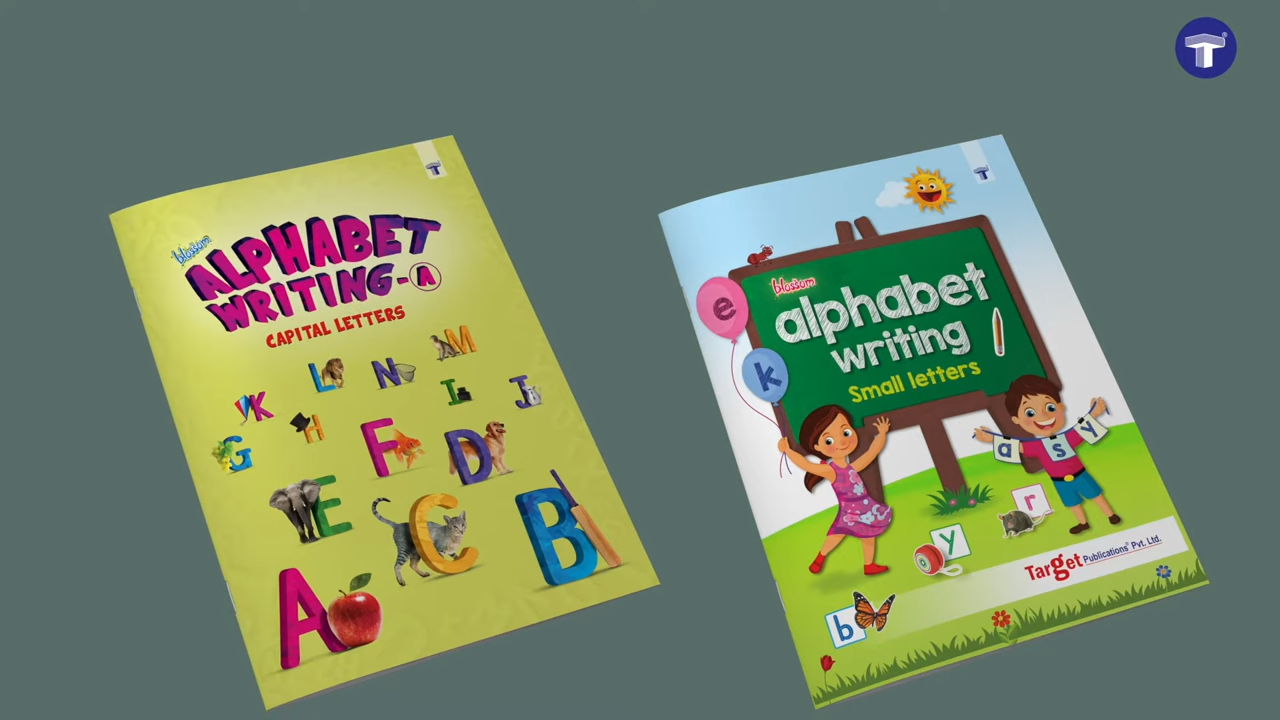 T
T
blossom
ALPHABET
WRITING-A
CAPITAL LETTERS
L N M
K H I J
G F D
E C B
A
T
blossom
alphabet
writing
Small letters
e
k
a s y
r
y
b
Target Publications® Pvt. Ltd.